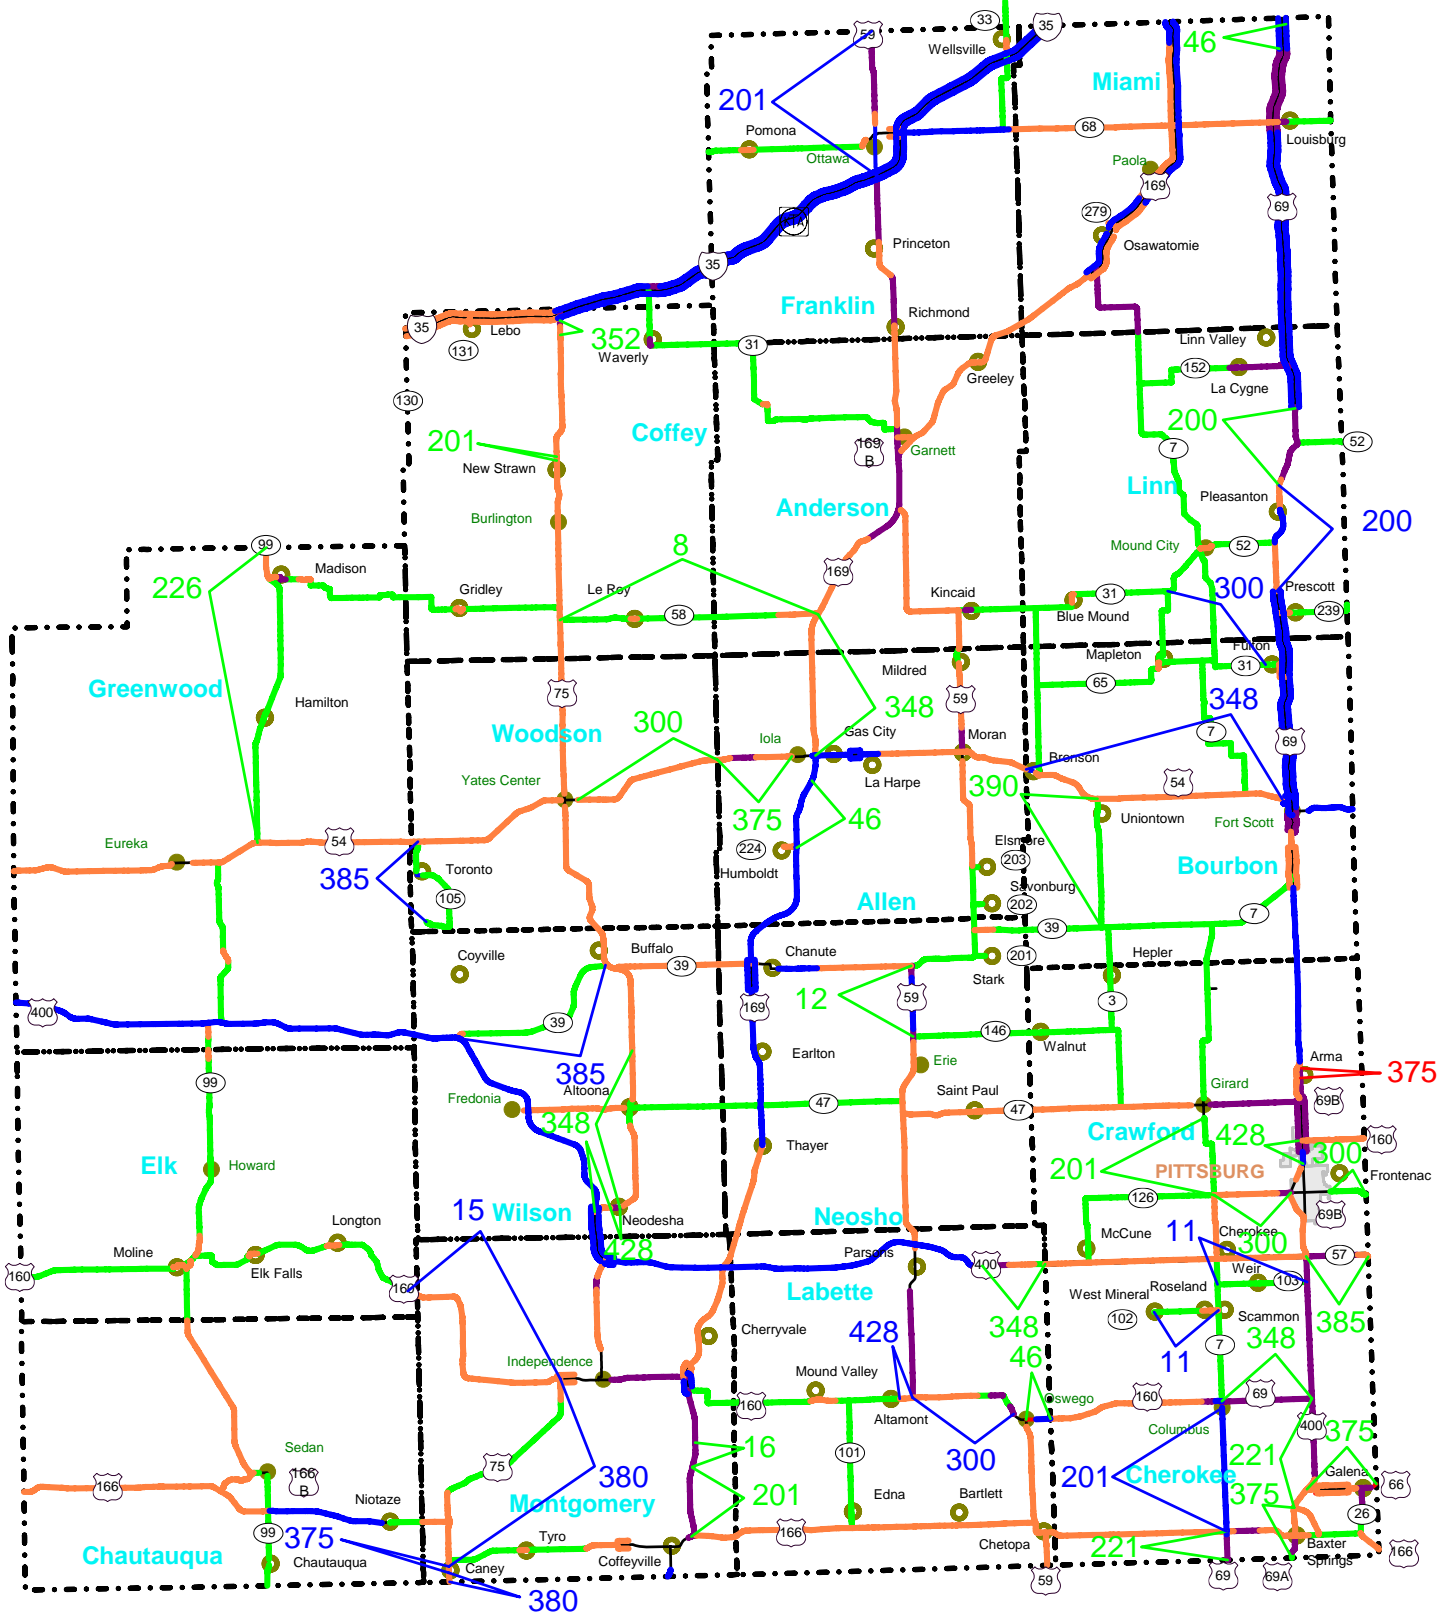 33
35
59
Wellsville
46
Miami
201
68
Pomona
Ottawa
Louisburg
Paola
169
279
69
Princeton
Osawatomie
35
Franklin
Richmond
35
Lebo
131
352
Waverly
31
Linn Valley
Greeley
152
La Cygne
130
Coffey
200
201
New Strawn
169
B
Garnett
7
52
Linn
Pleasanton
Burlington
Anderson
200
99
8
Mound City
52
Madison
226
169
Gridley
Le Roy
58
Kincaid
31
300
Prescott
Blue Mound
239
Mildred
Mapleton
Fulton
31
65
Greenwood
Hamilton
75
59
348
348
300
Woodson
Iola
Gas City
Moran
7
69
Bronson
Yates Center
La Harpe
390
54
375
46
Uniontown
Fort Scott
Eureka
54
224
Humboldt
Elsmore
203
Bourbon
385
Toronto
105
Savonburg
202
Allen
39
7
Buffalo
Chanute
Coyville
39
Stark
201
Hepler
12
59
400
39
169
3
146
Walnut
Earlton
Erie
385
Arma
375
99
Altoona
Girard
Fredonia
47
Saint Paul
47
69B
348
Crawford
428
160
Thayer
300
Elk
Howard
201
PITTSBURG
Frontenac
15
126
Wilson
Neodesha
Neosho
69B
Longton
McCune
11
Cherokee
Moline
428
Parsons
300
57
Elk Falls
400
160
160
Labette
Weir
103
West Mineral
Roseland
102
Scammon
Cherryvale
428
348
348
385
Independence
Mound Valley
46
11
7
Oswego
160
69
160
Altamont
Columbus
400
375
Sedan
16
101
221
75
380
300
166
B
166
201
Cherokee
Galena
66
Niotaze
Montgomery
201
Edna
Bartlett
375
26
99
375
Tyro
166
Chautauqua
Chautauqua
Caney
Coffeyville
Chetopa
221
Baxter
Springs
166
380
59
69
69A